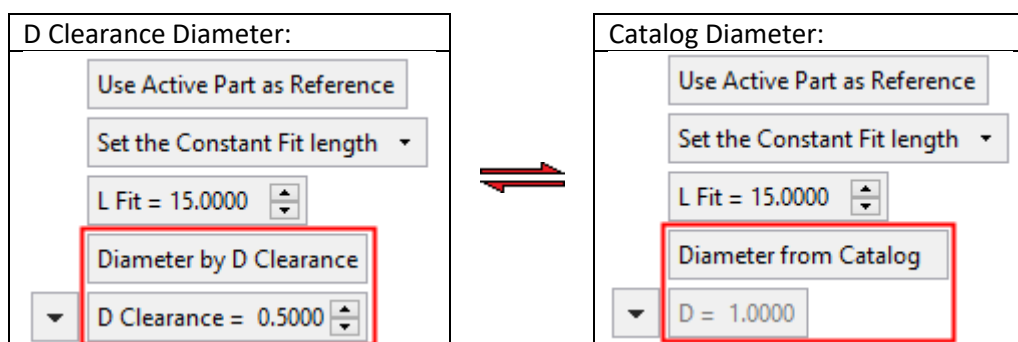 D Clearance Diameter:
Use Active Part as Reference
Set the Constant Fit length
L Fit = 15.0000
Diameter by D Clearance
D Clearance = 0.5000
Catalog Diameter:
Use Active Part as Reference
Set the Constant Fit length
L Fit = 15.0000
Diameter from Catalog
D = 1.0000